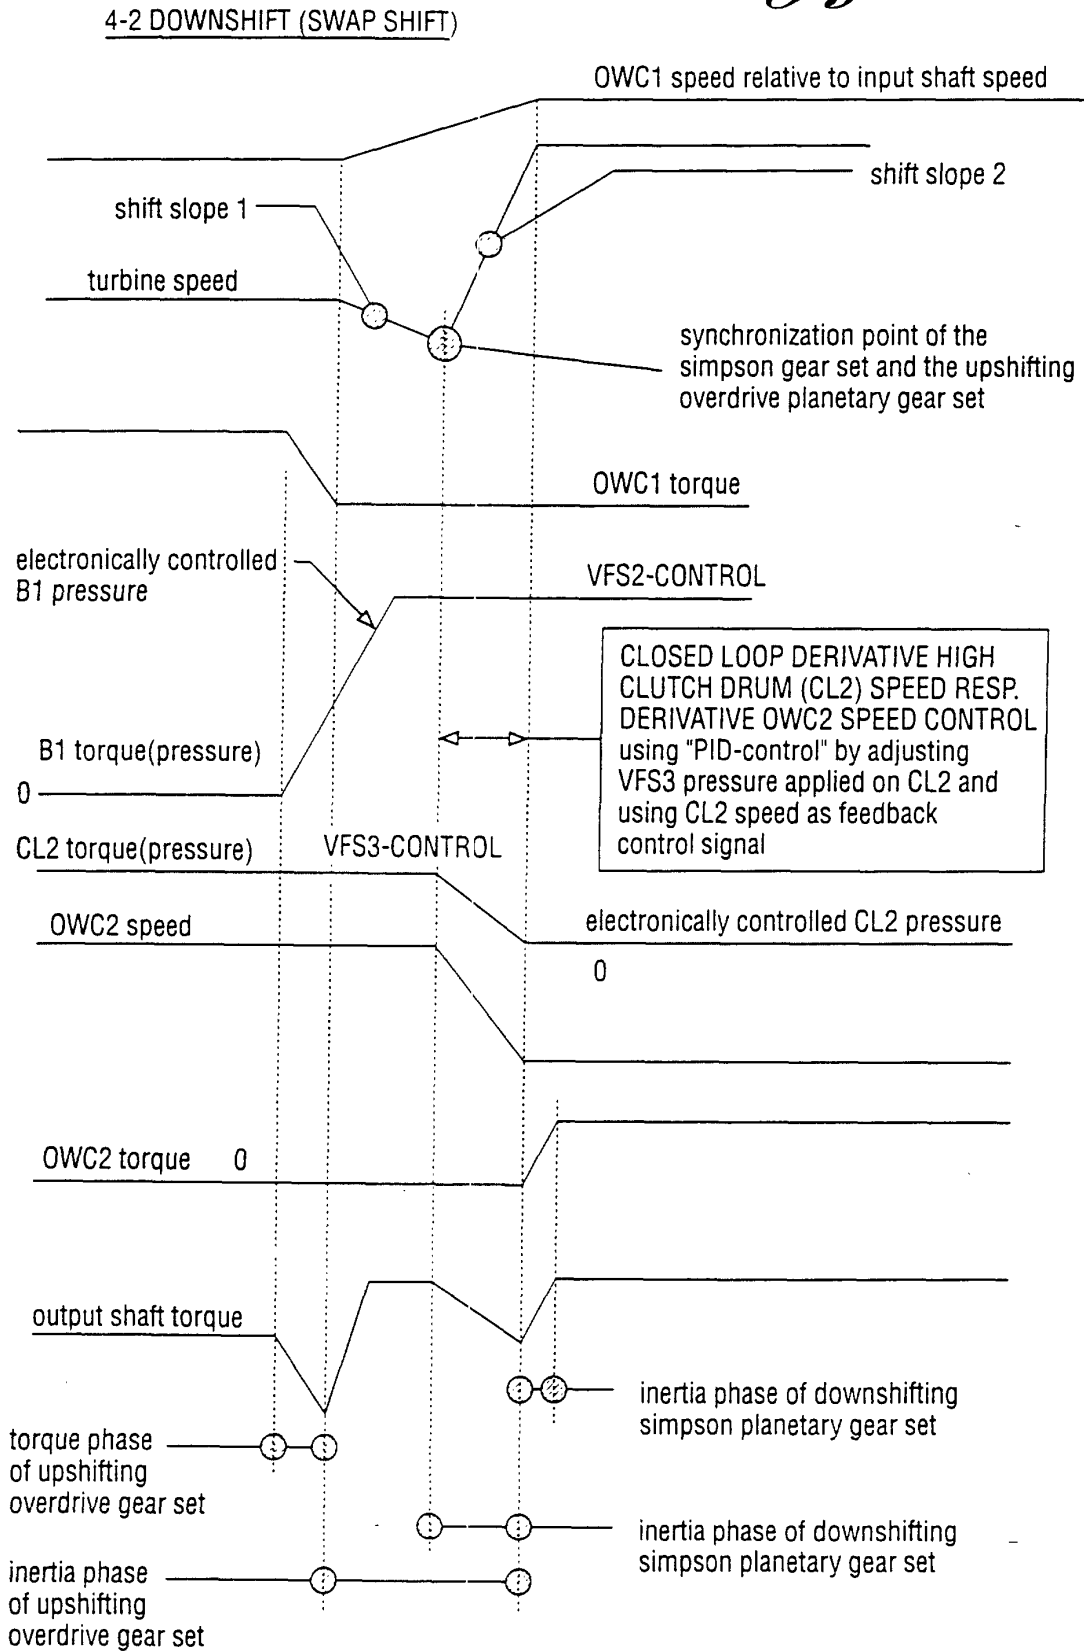 4-2 DOWNSHIFT (SWAP SHIFT)
OWC1 speed relative to input shaft speed
shift slope 2
shift slope 1
turbine speed
synchronization point of the
simpson gear set and the upshifting
overdrive planetary gear set
OWC1 torque
electronically controlled
B1 pressure
VFS2-CONTROL
CLOSED LOOP DERIVATIVE HIGH
CLUTCH DRUM (CL2) SPEED RESP.
DERIVATIVE OWC2 SPEED CONTROL
using "PID-control" by adjusting
VFS3 pressure applied on CL2 and
using CL2 speed as feedback
control signal
B1 torque(pressure)
0
CL2 torque(pressure)
VFS3-CONTROL
OWC2 speed
electronically controlled CL2 pressure
0
OWC2 torque 0
output shaft torque
inertia phase of downshifting
simpson planetary gear set
torque phase
of upshifting
overdrive gear set
inertia phase of downshifting
simpson planetary gear set
inertia phase
of upshifting
overdrive gear set